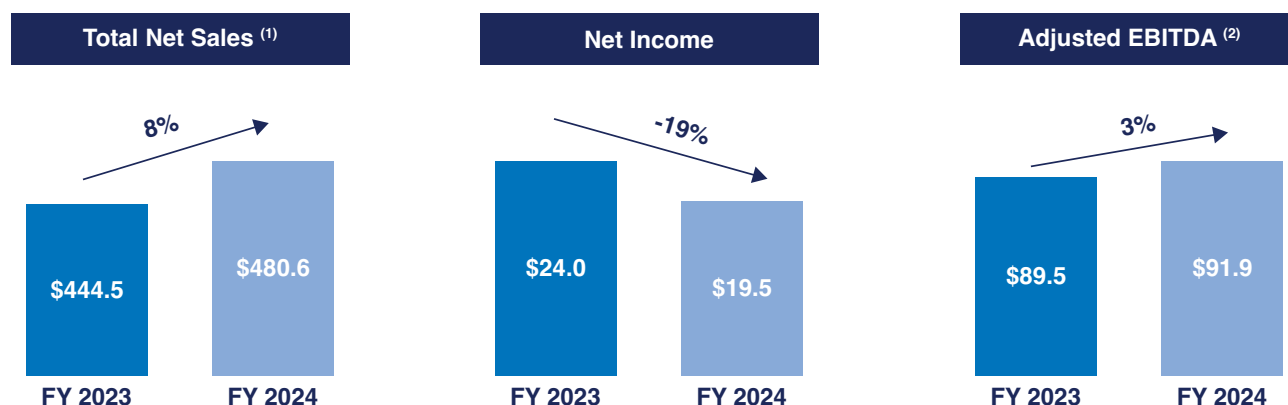 Total Net Sales (1)
8%
$444.5
$480.6
FY 2023
FY 2024
Net Income
-19%
$24.0
$19.5
FY 2023
FY 2024
Adjusted EBITDA (2)
3%
$89.5
$91.9
FY 2023
FY 2024